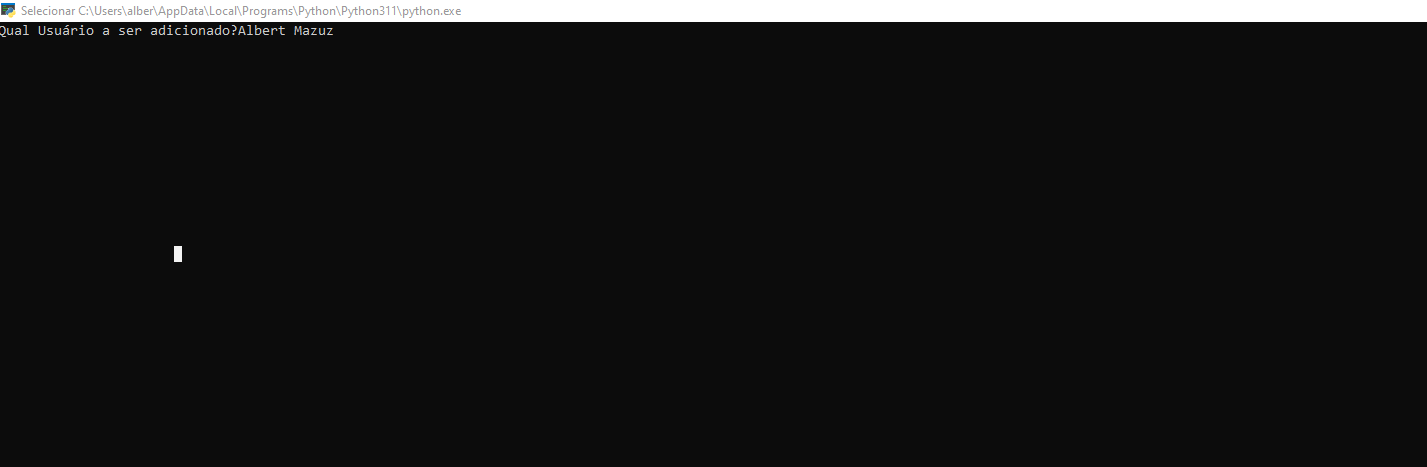 Selecionar C:\Users\alber\AppData\Local\Programs\Python\Python311\python.exe
Qual Usuário a ser adicionado?Albert Mazuz